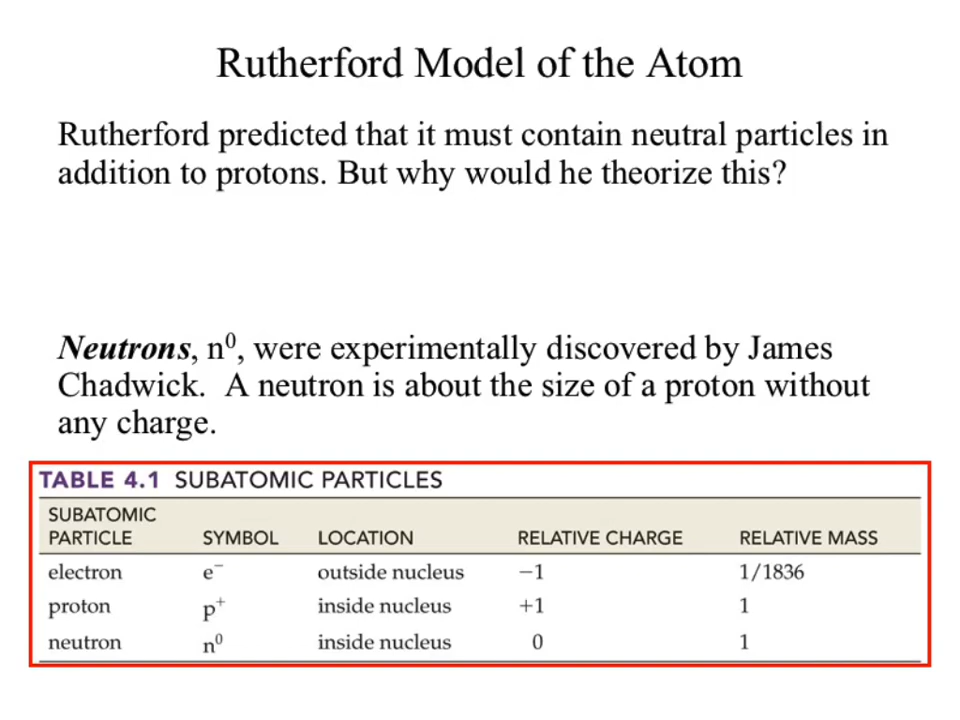 Rutherford Model of the Atom
Rutherford predicted that it must contain neutral particles in
addition to protons. But why would he theorize this?
Neutrons, n⁰, were experimentally discovered by James
Chadwick.  A neutron is about the size of a proton without
any charge.
TABLE 4.1 SUBATOMIC PARTICLES
SUBATOMIC
PARTICLE SYMBOL LOCATION RELATIVE CHARGE RELATIVE MASS
electron e⁻ outside nucleus −1 1/1836
proton p⁺ inside nucleus +1 1
neutron n⁰ inside nucleus 0 1